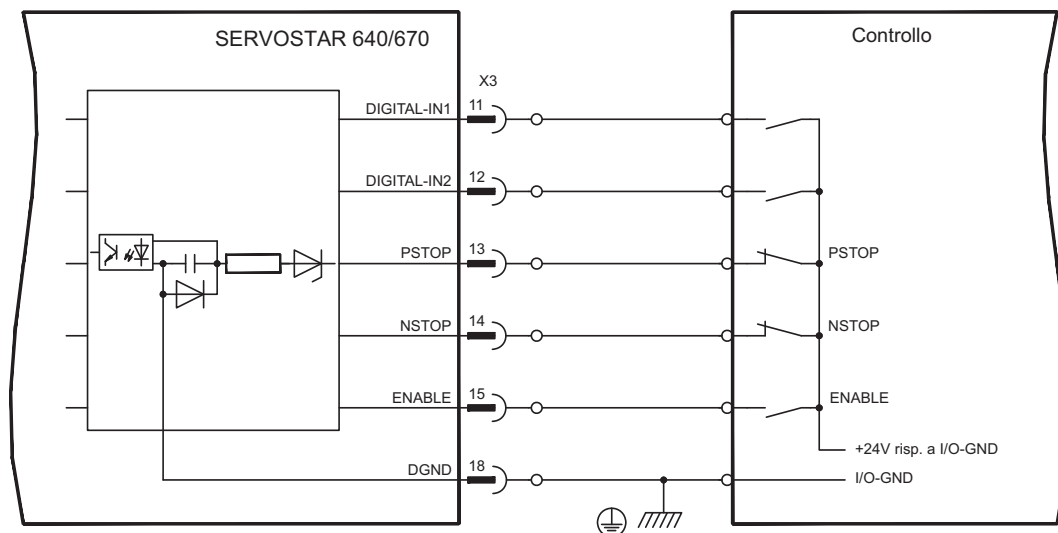 SERVOSTAR 640/670
Controllo
X3
DIGITAL-IN1 11
DIGITAL-IN2 12
PSTOP 13 PSTOP
NSTOP 14 NSTOP
ENABLE 15 ENABLE
+24V risp. a I/O-GND
DGND 18 I/O-GND